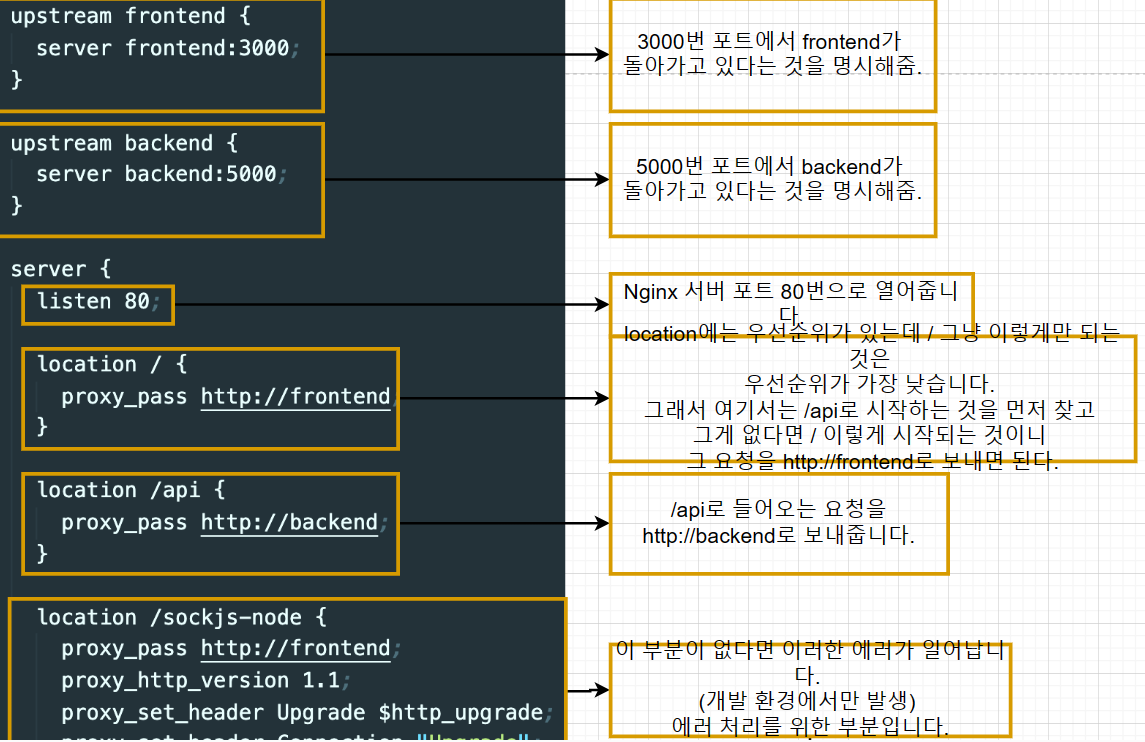 upstream frontend {
server frontend:3000;
}
3000번 포트에서 frontend가
돌아가고 있다는 것을 명시해줌.
upstream backend {
server backend:5000;
}
5000번 포트에서 backend가
돌아가고 있다는 것을 명시해줌.
server {
listen 80;
Nginx 서버 포트 80번으로 열어줍니
다.
location / {
proxy_pass http://frontend;
}
location에는 우선순위가 있는데 / 그냥 이렇게만 되는
것은
우선순위가 가장 낮습니다.
그래서 여기서는 /api로 시작하는 것을 먼저 찾고
그게 없다면 / 이렇게 시작되는 것이니
그 요청을 http://frontend로 보내면 된다.
location /api {
proxy_pass http://backend;
}
/api로 들어오는 요청을
http://backend로 보내줍니다.
location /sockjs-node {
proxy_pass http://frontend;
proxy_http_version 1.1;
proxy_set_header Upgrade $http_upgrade;
proxy_set_header Connection "Upgrade";
이 부분이 없다면 이러한 에러가 일어납니
다.
(개발 환경에서만 발생)
에러 처리를 위한 부분입니다.